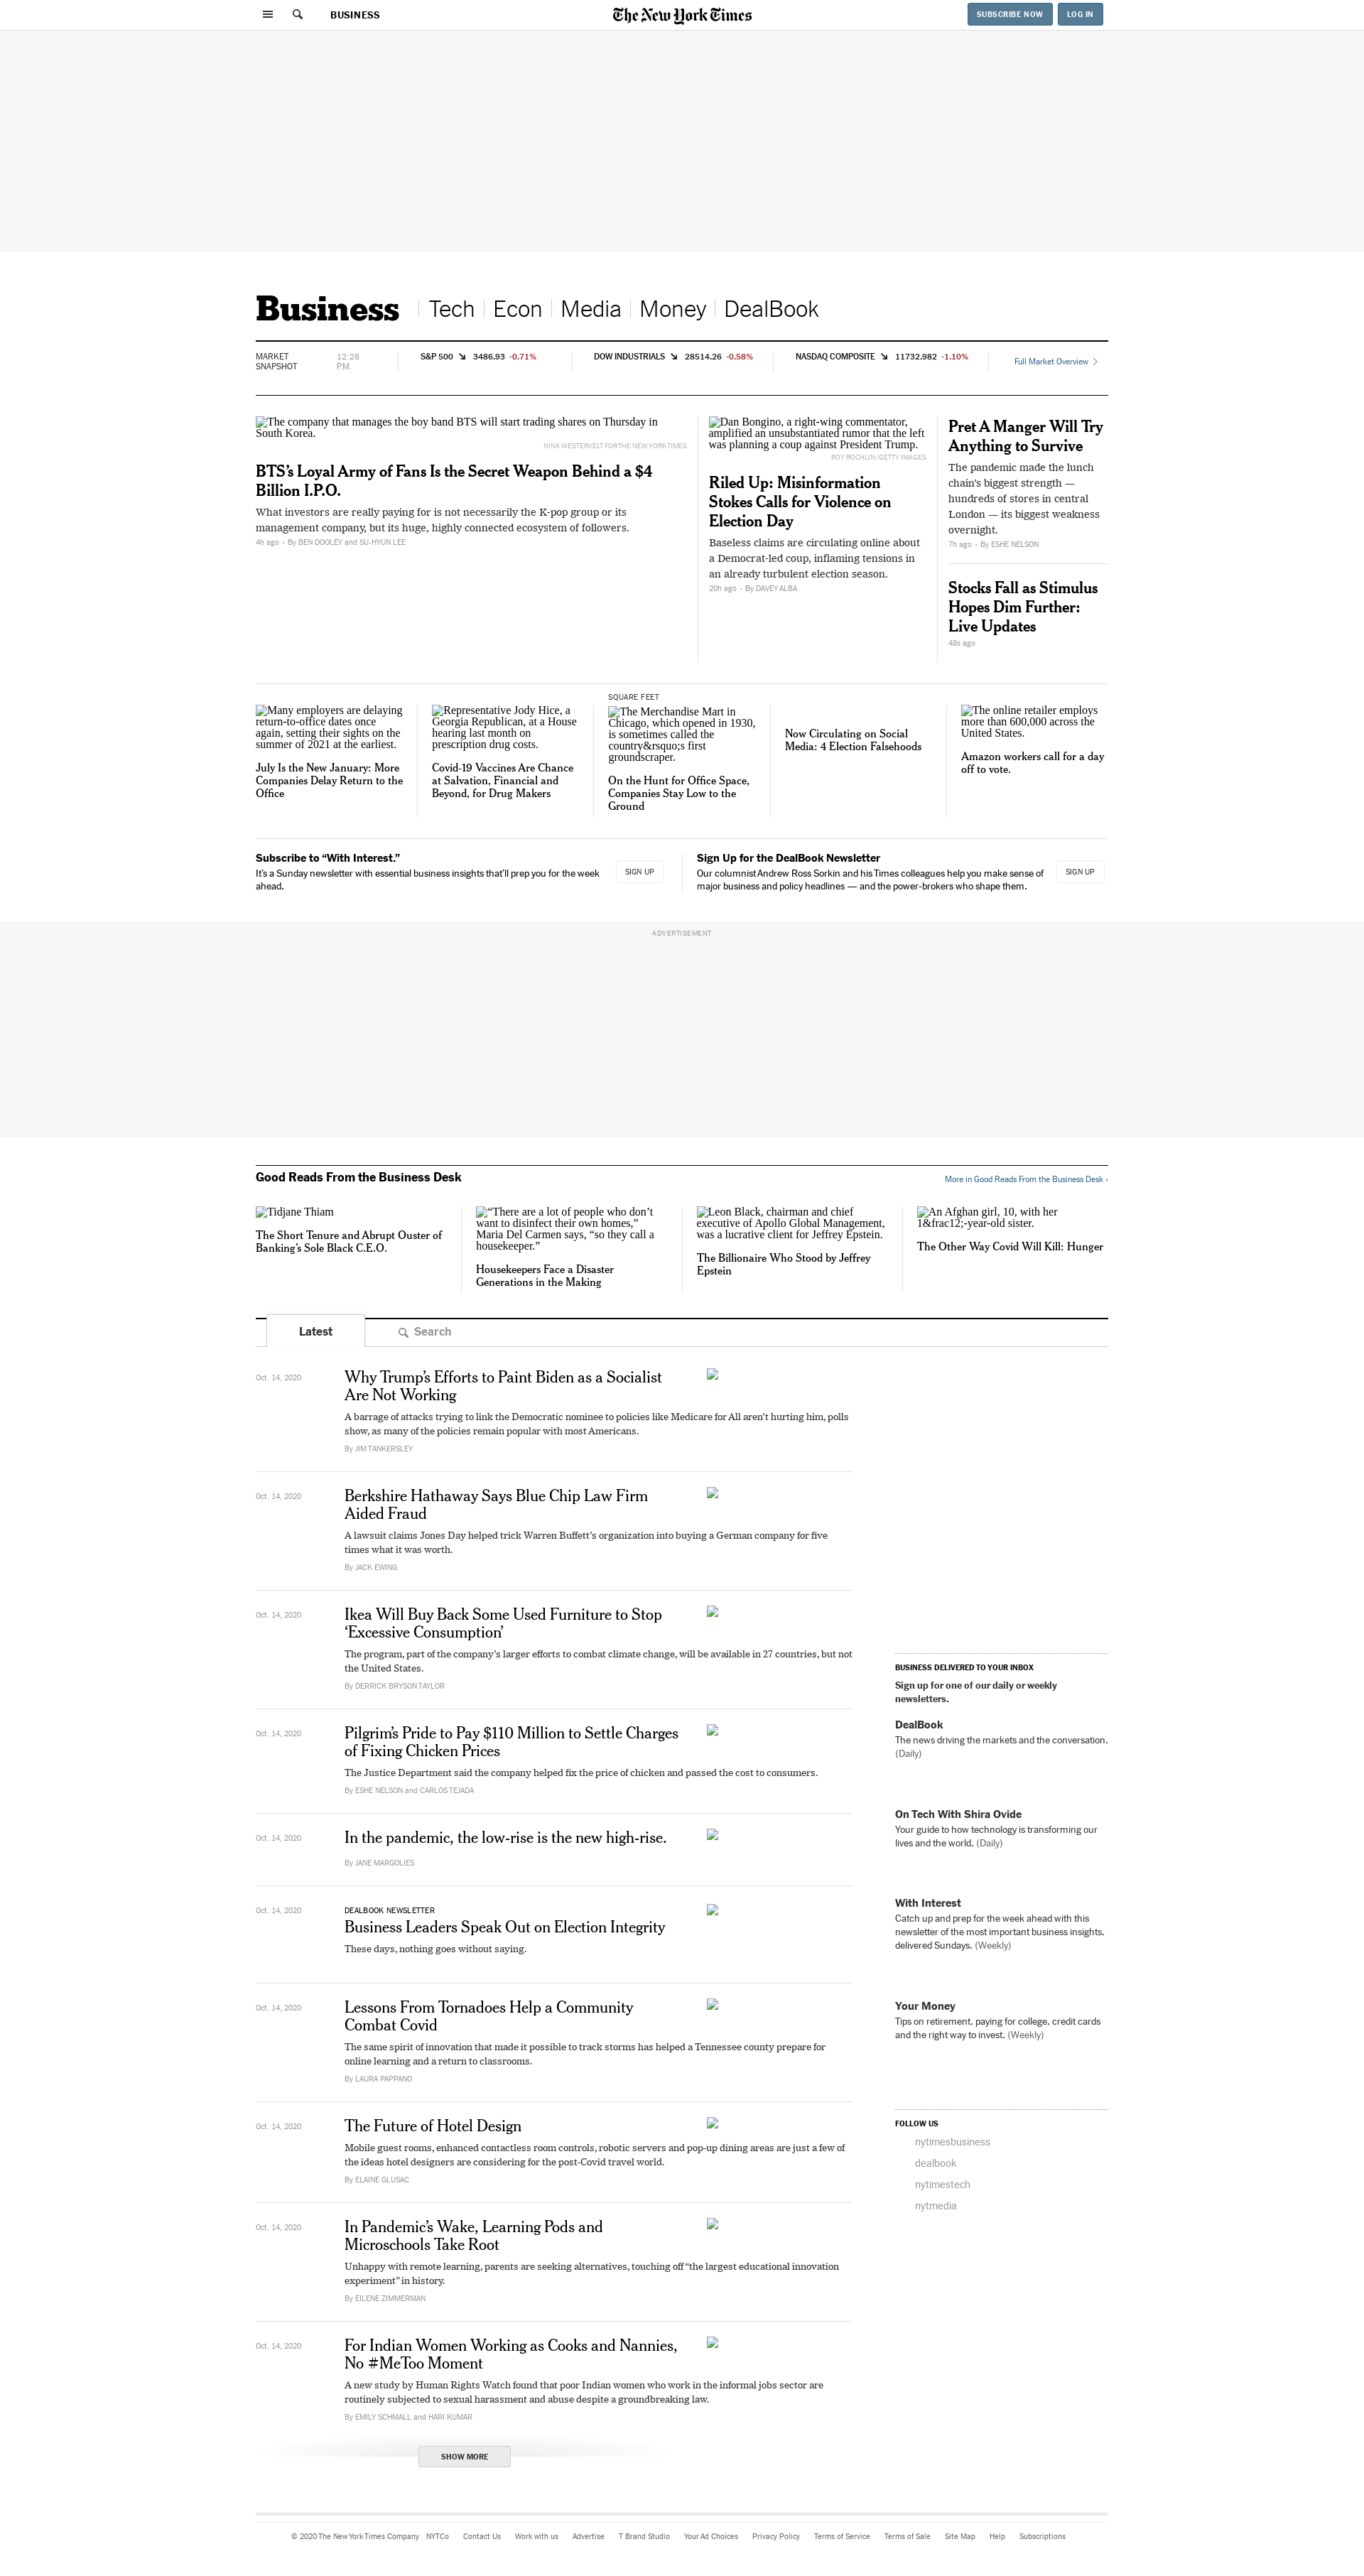 BUSINESS
The New York Times
SUBSCRIBE NOW
LOG IN
Business
Tech
Econ
Media
Money
DealBook
MARKET
SNAPSHOT
12:28
P.M.
S&P 500 3486.93 -0.71%
DOW INDUSTRIALS 28514.26 -0.58%
NASDAQ COMPOSITE 11732.982 -1.10%
Full Market Overview
The company that manages the boy band BTS will start trading shares on Thursday in
South Korea.
NINA WESTERVELT FOR THE NEW YORK TIMES
BTS’s Loyal Army of Fans Is the Secret Weapon Behind a $4
Billion I.P.O.
What investors are really paying for is not necessarily the K-pop group or its
management company, but its huge, highly connected ecosystem of followers.
4h ago • By BEN DOOLEY and SU-HYUN LEE
Dan Bongino, a right-wing commentator,
amplified an unsubstantiated rumor that the left
was planning a coup against President Trump.
ROY ROCHLIN/GETTY IMAGES
Riled Up: Misinformation
Stokes Calls for Violence on
Election Day
Baseless claims are circulating online about
a Democrat-led coup, inflaming tensions in
an already turbulent election season.
20h ago • By DAVEY ALBA
Pret A Manger Will Try
Anything to Survive
The pandemic made the lunch
chain’s biggest strength —
hundreds of stores in central
London — its biggest weakness
overnight.
7h ago • By ESHE NELSON
Stocks Fall as Stimulus
Hopes Dim Further:
Live Updates
48s ago
Many employers are delaying
return-to-office dates once
again, setting their sights on the
summer of 2021 at the earliest.
July Is the New January: More
Companies Delay Return to the
Office
Representative Jody Hice, a
Georgia Republican, at a House
hearing last month on
prescription drug costs.
Covid-19 Vaccines Are Chance
at Salvation, Financial and
Beyond, for Drug Makers
SQUARE FEET
The Merchandise Mart in
Chicago, which opened in 1930,
is sometimes called the
country&rsquo;s first
groundscraper.
On the Hunt for Office Space,
Companies Stay Low to the
Ground
Now Circulating on Social
Media: 4 Election Falsehoods
The online retailer employs
more than 600,000 across the
United States.
Amazon workers call for a day
off to vote.
Subscribe to “With Interest.”
It’s a Sunday newsletter with essential business insights that’ll prep you for the week
ahead.
SIGN UP
Sign Up for the DealBook Newsletter
Our columnist Andrew Ross Sorkin and his Times colleagues help you make sense of
major business and policy headlines — and the power-brokers who shape them.
SIGN UP
ADVERTISEMENT
Good Reads From the Business Desk
More in Good Reads From the Business Desk ›
Tidjane Thiam
The Short Tenure and Abrupt Ouster of
Banking’s Sole Black C.E.O.
“There are a lot of people who don’t
want to disinfect their own homes,”
Maria Del Carmen says, “so they call a
housekeeper.”
Housekeepers Face a Disaster
Generations in the Making
Leon Black, chairman and chief
executive of Apollo Global Management,
was a lucrative client for Jeffrey Epstein.
The Billionaire Who Stood by Jeffrey
Epstein
An Afghan girl, 10, with her
1&frac12;-year-old sister.
The Other Way Covid Will Kill: Hunger
Latest
Search
Oct. 14, 2020
Why Trump’s Efforts to Paint Biden as a Socialist
Are Not Working
A barrage of attacks trying to link the Democratic nominee to policies like Medicare for All aren’t hurting him, polls
show, as many of the policies remain popular with most Americans.
By JIM TANKERSLEY
Oct. 14, 2020
Berkshire Hathaway Says Blue Chip Law Firm
Aided Fraud
A lawsuit claims Jones Day helped trick Warren Buffett’s organization into buying a German company for five
times what it was worth.
By JACK EWING
Oct. 14, 2020
Ikea Will Buy Back Some Used Furniture to Stop
‘Excessive Consumption’
The program, part of the company’s larger efforts to combat climate change, will be available in 27 countries, but not
the United States.
By DERRICK BRYSON TAYLOR
Oct. 14, 2020
Pilgrim’s Pride to Pay $110 Million to Settle Charges
of Fixing Chicken Prices
The Justice Department said the company helped fix the price of chicken and passed the cost to consumers.
By ESHE NELSON and CARLOS TEJADA
Oct. 14, 2020
In the pandemic, the low-rise is the new high-rise.
By JANE MARGOLIES
Oct. 14, 2020
DEALBOOK NEWSLETTER
Business Leaders Speak Out on Election Integrity
These days, nothing goes without saying.
Oct. 14, 2020
Lessons From Tornadoes Help a Community
Combat Covid
The same spirit of innovation that made it possible to track storms has helped a Tennessee county prepare for
online learning and a return to classrooms.
By LAURA PAPPANO
Oct. 14, 2020
The Future of Hotel Design
Mobile guest rooms, enhanced contactless room controls, robotic servers and pop-up dining areas are just a few of
the ideas hotel designers are considering for the post-Covid travel world.
By ELAINE GLUSAC
Oct. 14, 2020
In Pandemic’s Wake, Learning Pods and
Microschools Take Root
Unhappy with remote learning, parents are seeking alternatives, touching off “the largest educational innovation
experiment” in history.
By EILENE ZIMMERMAN
Oct. 14, 2020
For Indian Women Working as Cooks and Nannies,
No #MeToo Moment
A new study by Human Rights Watch found that poor Indian women who work in the informal jobs sector are
routinely subjected to sexual harassment and abuse despite a groundbreaking law.
By EMILY SCHMALL and HARI KUMAR
SHOW MORE
BUSINESS DELIVERED TO YOUR INBOX
Sign up for one of our daily or weekly
newsletters.
DealBook
The news driving the markets and the conversation.
(Daily)
On Tech With Shira Ovide
Your guide to how technology is transforming our
lives and the world. (Daily)
With Interest
Catch up and prep for the week ahead with this
newsletter of the most important business insights,
delivered Sundays. (Weekly)
Your Money
Tips on retirement, paying for college, credit cards
and the right way to invest. (Weekly)
FOLLOW US
nytimesbusiness
dealbook
nytimestech
nytmedia
© 2020 The New York Times Company NYTCo Contact Us Work with us Advertise T Brand Studio Your Ad Choices Privacy Policy Terms of Service Terms of Sale Site Map Help Subscriptions